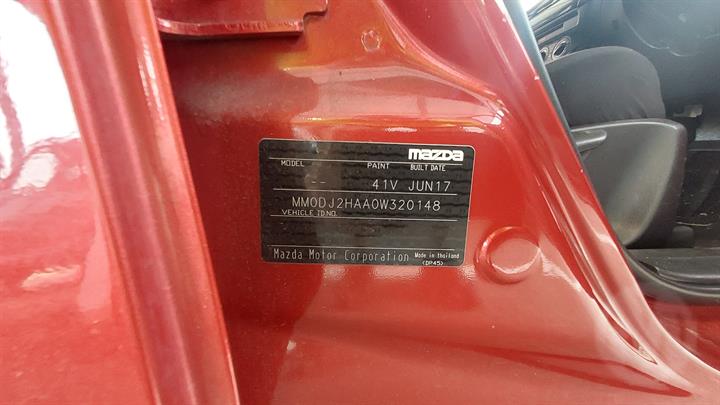 mazda
MODEL PAINT BUILT DATE
-- 41V JUN17
MM0DJ2HAA0W320148
VEHICLE ID.NO.
Mazda Motor Corporation Made in Thailand
(DP45)